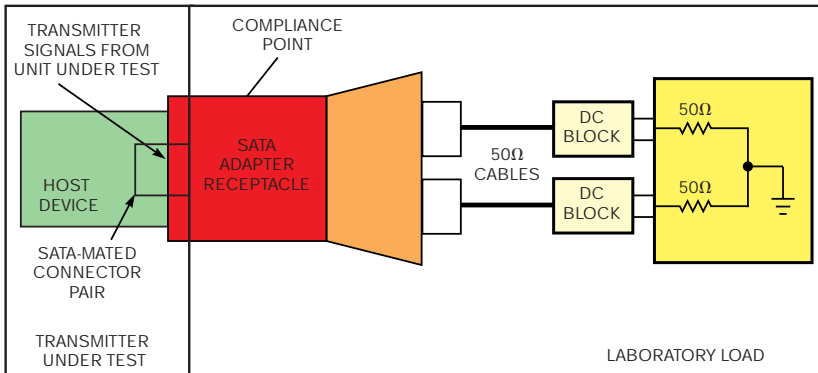 TRANSMITTER
SIGNALS FROM
UNIT UNDER TEST
COMPLIANCE
POINT
HOST
DEVICE
SATA
ADAPTER
RECEPTACLE
SATA-MATED
CONNECTOR
PAIR
50Ω
CABLES
DC
BLOCK
DC
BLOCK
50Ω
50Ω
TRANSMITTER
UNDER TEST
LABORATORY LOAD